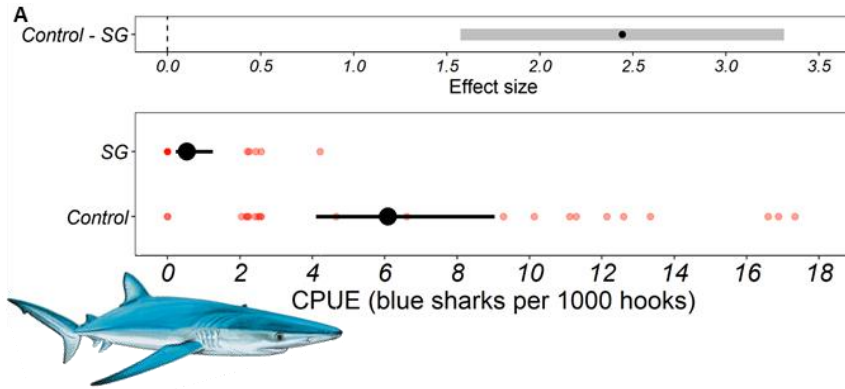 A
Control - SG
0.0 0.5 1.0 1.5 2.0 2.5 3.0 3.5
Effect size
SG
Control
0 2 4 6 8 10 12 14 16 18
CPUE (blue sharks per 1000 hooks)